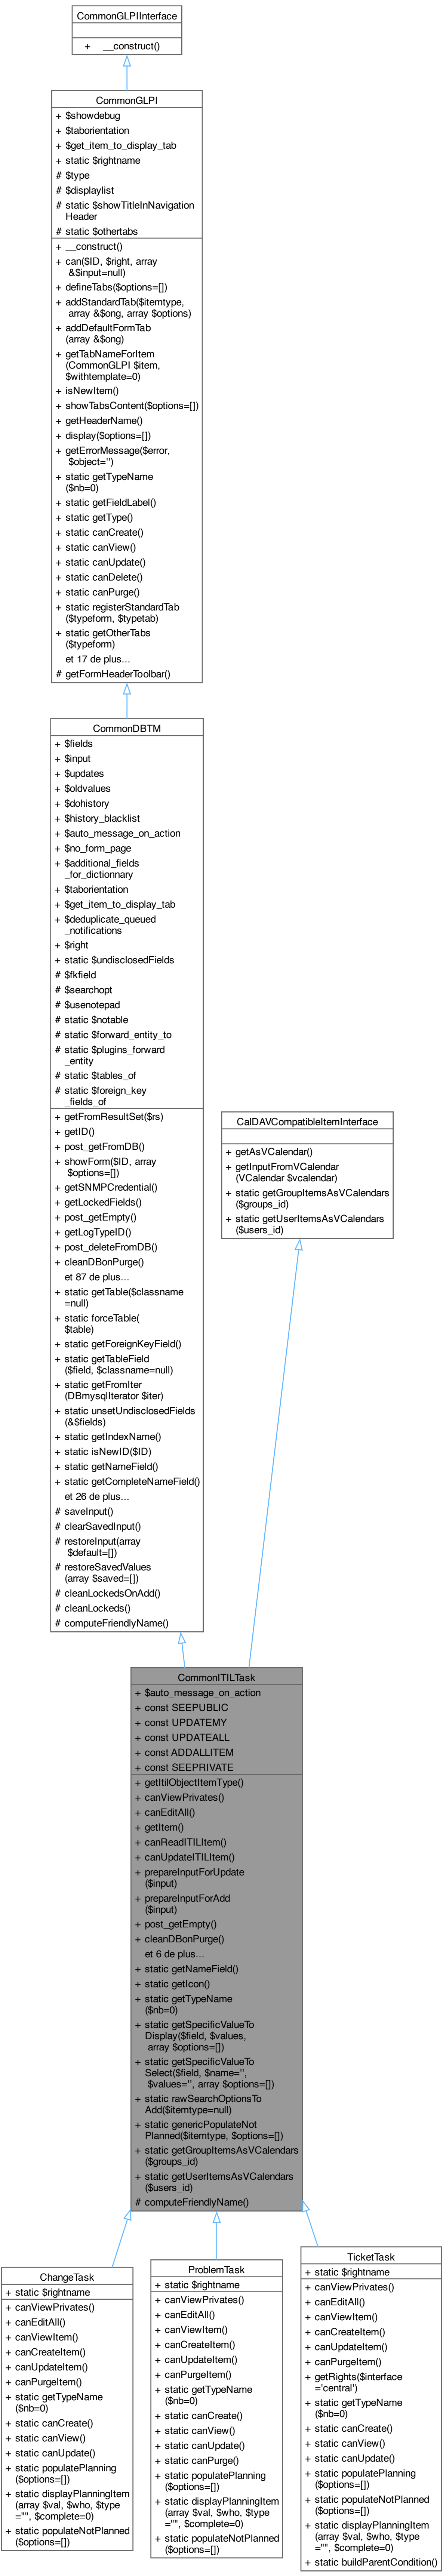 CommonGLPIInterface
+ __construct()
CommonGLPI
+ $showdebug
+ $taborientation
+ $get_item_to_display_tab
+ static $rightname
# $type
# $displaylist
# static $showTitleInNavigation
Header
# static $othertabs
+ __construct()
+ can($ID, $right, array
&$input=null)
+ defineTabs($options=[])
+ addStandardTab($itemtype,
array &$ong, array $options)
+ addDefaultFormTab
(array &$ong)
+ getTabNameForItem
(CommonGLPI $item,
$withtemplate=0)
+ isNewItem()
+ showTabsContent($options=[])
+ getHeaderName()
+ display($options=[])
+ getErrorMessage($error,
$object='')
+ static getTypeName
($nb=0)
+ static getFieldLabel()
+ static getType()
+ static canCreate()
+ static canView()
+ static canUpdate()
+ static canDelete()
+ static canPurge()
+ static registerStandardTab
($typeform, $typetab)
+ static getOtherTabs
($typeform)
et 17 de plus...
# getFormHeaderToolbar()
CommonDBTM
+ $fields
+ $input
+ $updates
+ $oldvalues
+ $dohistory
+ $history_blacklist
+ $auto_message_on_action
+ $no_form_page
+ $additional_fields
_for_dictionnary
+ $taborientation
+ $get_item_to_display_tab
+ $deduplicate_queued
_notifications
+ $right
+ static $undisclosedFields
# $fkfield
# $searchopt
# $usenotepad
# static $notable
# static $forward_entity_to
# static $plugins_forward
_entity
# static $tables_of
# static $foreign_key
_fields_of
+ getFromResultSet($rs)
+ getID()
+ post_getFromDB()
+ showForm($ID, array
$options=[])
+ getSNMPCredential()
+ getLockedFields()
+ post_getEmpty()
+ getLogTypeID()
+ post_deleteFromDB()
+ cleanDBonPurge()
et 87 de plus...
+ static getTable($classname
=null)
+ static forceTable(
$table)
+ static getForeignKeyField()
+ static getTableField
($field, $classname=null)
+ static getFromIter
(DBmysqlIterator $iter)
+ static unsetUndisclosedFields
(&$fields)
+ static getIndexName()
+ static isNewID($ID)
+ static getNameField()
+ static getCompleteNameField()
et 26 de plus...
# saveInput()
# clearSavedInput()
# restoreInput(array
$default=[])
# restoreSavedValues
(array $saved=[])
# cleanLockedsOnAdd()
# cleanLockeds()
# computeFriendlyName()
CalDAVCompatibleItemInterface
+ getAsVCalendar()
+ getInputFromVCalendar
(VCalendar $vcalendar)
+ static getGroupItemsAsVCalendars
($groups_id)
+ static getUserItemsAsVCalendars
($users_id)
CommonITILTask
+ $auto_message_on_action
+ const SEEPUBLIC
+ const UPDATEMY
+ const UPDATEALL
+ const ADDALLITEM
+ const SEEPRIVATE
+ getItilObjectItemType()
+ canViewPrivates()
+ canEditAll()
+ getItem()
+ canReadITILItem()
+ canUpdateITILItem()
+ prepareInputForUpdate
($input)
+ prepareInputForAdd
($input)
+ post_getEmpty()
+ cleanDBonPurge()
et 6 de plus...
+ static getNameField()
+ static getIcon()
+ static getTypeName
($nb=0)
+ static getSpecificValueTo
Display($field, $values,
array $options=[])
+ static getSpecificValueTo
Select($field, $name='',
$values='', array $options=[])
+ static rawSearchOptionsTo
Add($itemtype=null)
+ static genericPopulateNot
Planned($itemtype, $options=[])
+ static getGroupItemsAsVCalendars
($groups_id)
+ static getUserItemsAsVCalendars
($users_id)
# computeFriendlyName()
ChangeTask
+ static $rightname
+ canViewPrivates()
+ canEditAll()
+ canViewItem()
+ canCreateItem()
+ canUpdateItem()
+ canPurgeItem()
+ static getTypeName
($nb=0)
+ static canCreate()
+ static canView()
+ static canUpdate()
+ static populatePlanning
($options=[])
+ static displayPlanningItem
(array $val, $who, $type
="", $complete=0)
+ static populateNotPlanned
($options=[])
ProblemTask
+ static $rightname
+ canViewPrivates()
+ canEditAll()
+ canViewItem()
+ canCreateItem()
+ canUpdateItem()
+ canPurgeItem()
+ static getTypeName
($nb=0)
+ static canCreate()
+ static canView()
+ static canUpdate()
+ static canPurge()
+ static populatePlanning
($options=[])
+ static displayPlanningItem
(array $val, $who, $type
="", $complete=0)
+ static populateNotPlanned
($options=[])
TicketTask
+ static $rightname
+ canViewPrivates()
+ canEditAll()
+ canViewItem()
+ canCreateItem()
+ canUpdateItem()
+ canPurgeItem()
+ getRights($interface
='central')
+ static getTypeName
($nb=0)
+ static canCreate()
+ static canView()
+ static canUpdate()
+ static populatePlanning
($options=[])
+ static populateNotPlanned
($options=[])
+ static displayPlanningItem
(array $val, $who, $type
="", $complete=0)
+ static buildParentCondition()